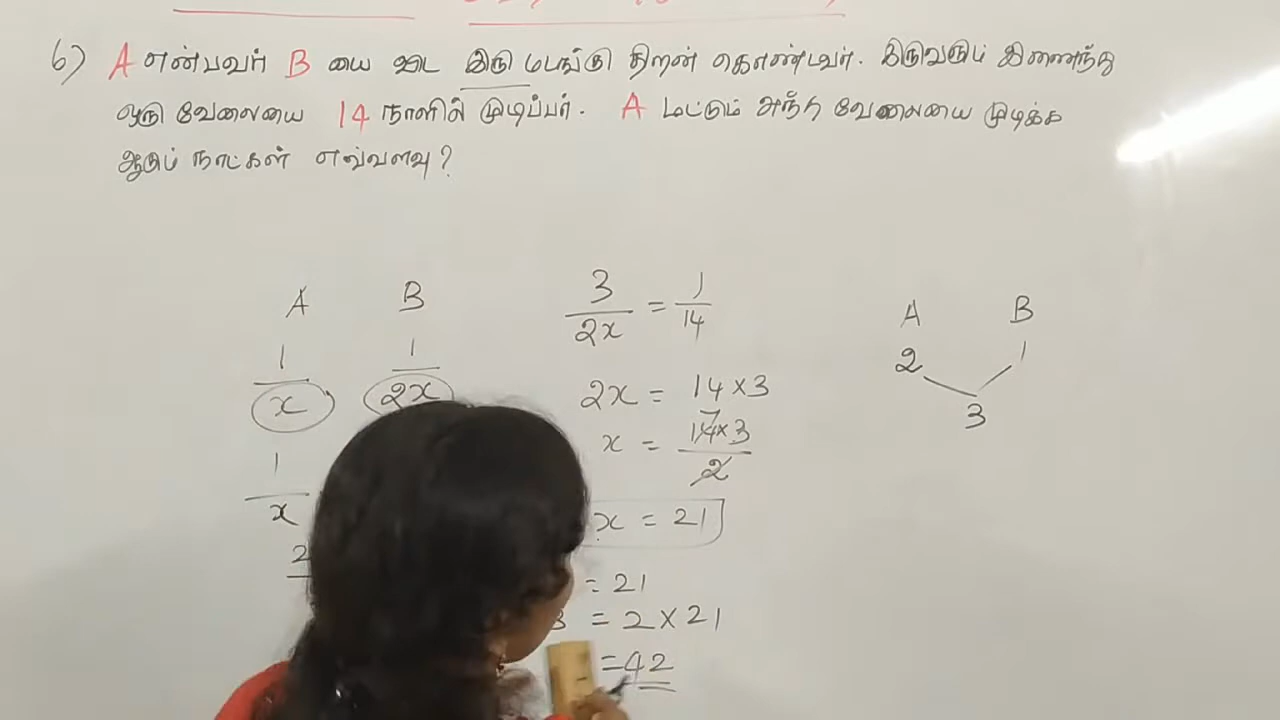 6) A என்பவர் B யை விட இரு மடங்கு திறன் கொண்டவர். இருவரும் இணைந்து
ஒரு வேலையை 14 நாளில் முடிப்பர். A மட்டும் அந்த வேலையை முடிக்க
ஆகும் நாட்கள் எவ்வளவு?
A B
1/x 1/2x
1/x
2
3/2x = 1/14
2x = 14×3
x = 14×3/2
7
x = 21
= 21
B = 2×21
=42
A B
2 1
3